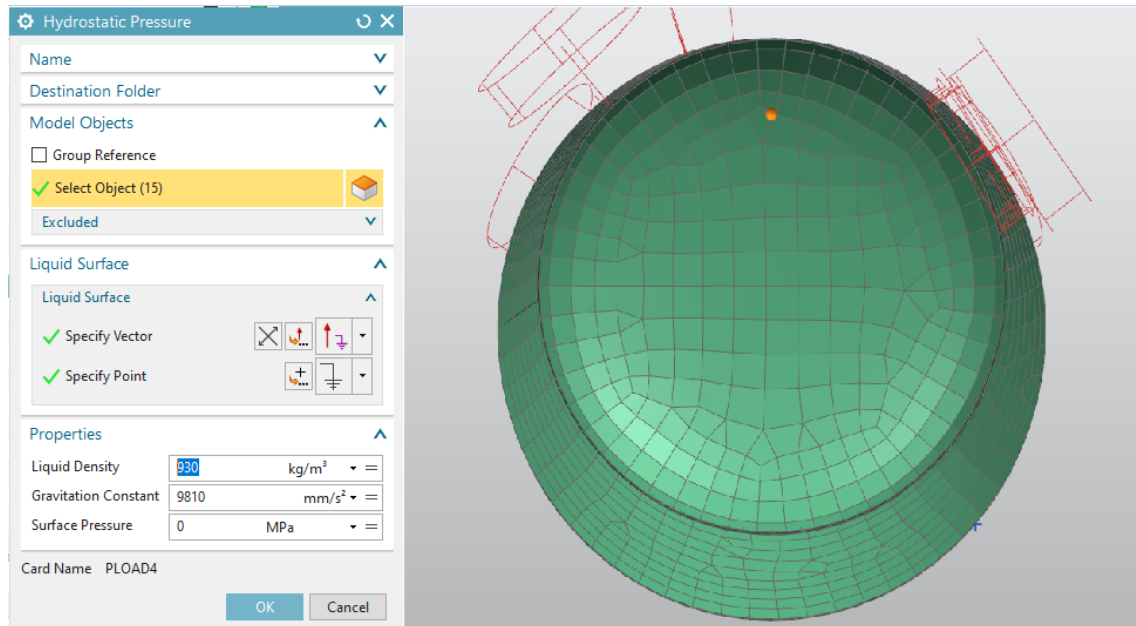 Hydrostatic Pressure
Name
Destination Folder
Model Objects
Group Reference
Select Object (15)
Excluded
Liquid Surface
Liquid Surface
Specify Vector
Specify Point
Properties
Liquid Density 930 kg/m³
Gravitation Constant 9810 mm/s²
Surface Pressure 0 MPa
Card Name PLOAD4
OK Cancel